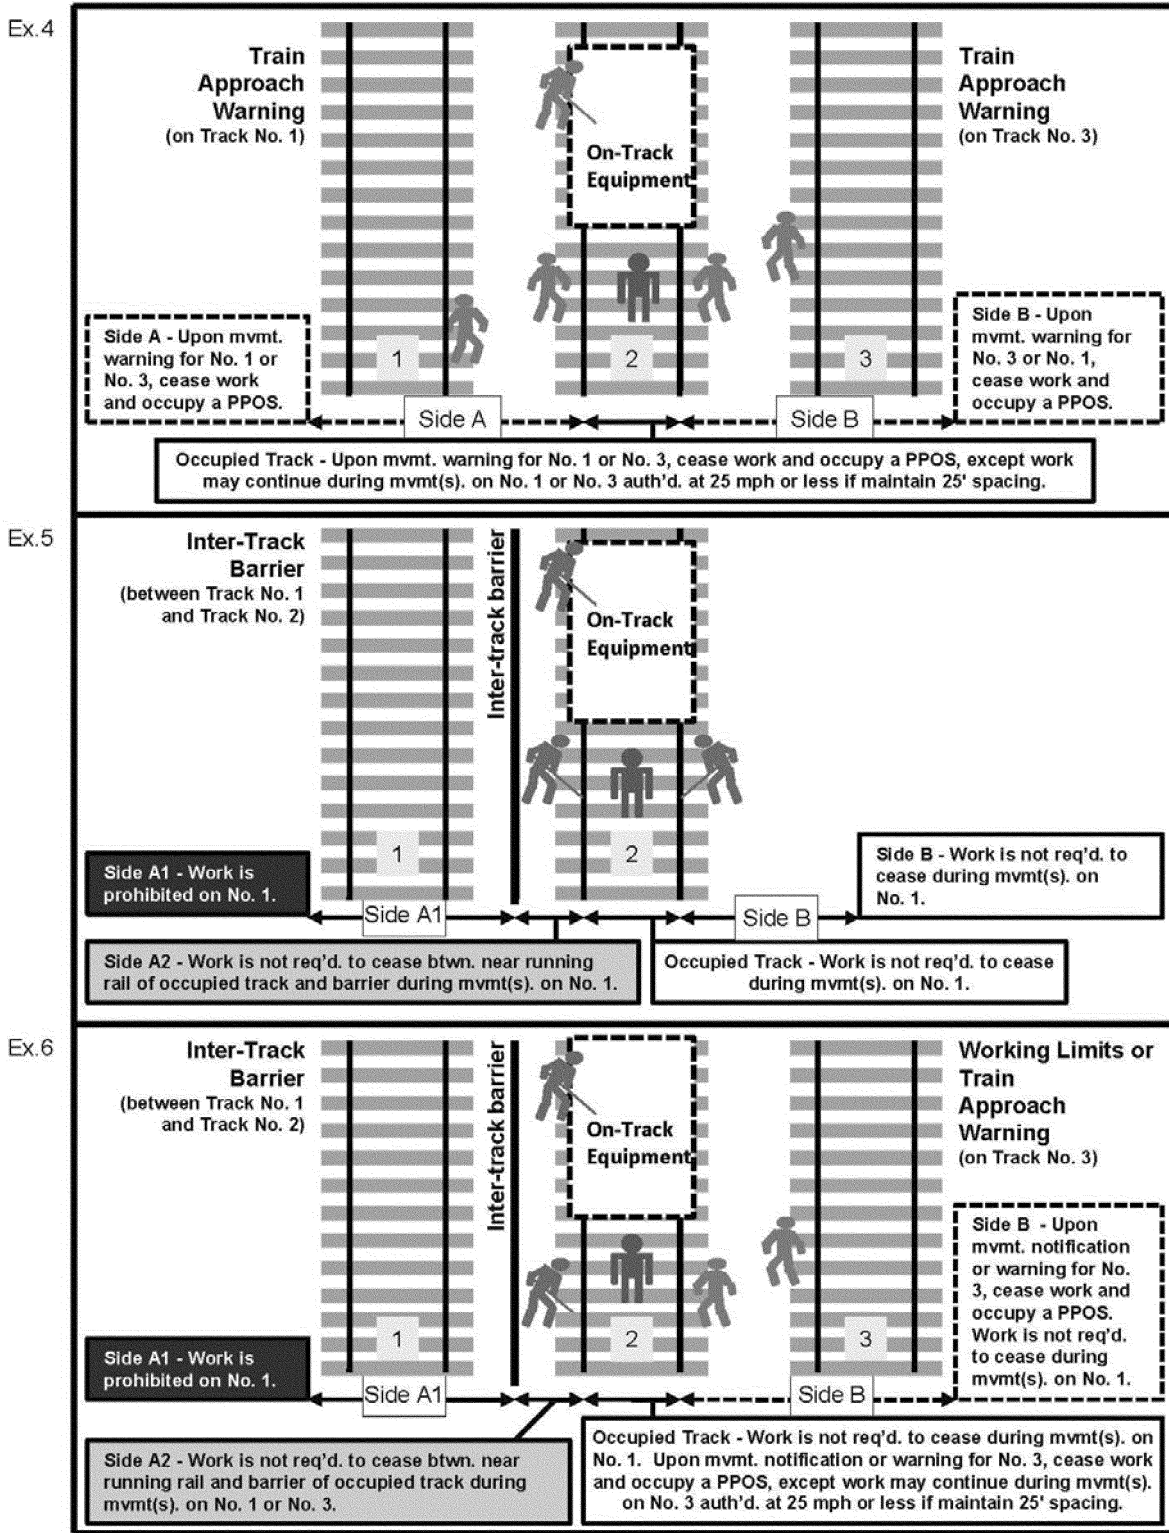 Ex.4
Train
Approach
Warning
(on Track No. 1)
On-Track
Equipment
Train
Approach
Warning
(on Track No. 3)
Side A - Upon mvmt.
warning for No. 1 or
No. 3, cease work
and occupy a PPOS.
1
2
3
Side B - Upon
mvmt. warning for
No. 3 or No. 1,
cease work and
occupy a PPOS.
Side A
Side B
Occupied Track - Upon mvmt. warning for No. 1 or No. 3, cease work and occupy a PPOS, except work
may continue during mvmt(s). on No. 1 or No. 3 auth'd. at 25 mph or less if maintain 25' spacing.
Ex.5
Inter-Track
Barrier
(between Track No. 1
and Track No. 2)
Inter-track barrier
On-Track
Equipment
1
2
Side A1 - Work is
prohibited on No. 1.
Side B - Work is not req'd. to
cease during mvmt(s). on
No. 1.
Side A1
Side B
Side A2 - Work is not req'd. to cease btwn. near running
rail of occupied track and barrier during mvmt(s). on No. 1.
Occupied Track - Work is not req'd. to cease
during mvmt(s). on No. 1.
Ex.6
Inter-Track
Barrier
(between Track No. 1
and Track No. 2)
Inter-track barrier
On-Track
Equipment
Working Limits or
Train
Approach
Warning
(on Track No. 3)
1
2
3
Side A1 - Work is
prohibited on No. 1.
Side B - Upon
mvmt. notification
or warning for No.
3, cease work and
occupy a PPOS.
Work is not req'd.
to cease during
mvmt(s). on No. 1.
Side A1
Side B
Side A2 - Work is not req'd. to cease btwn. near
running rail and barrier of occupied track during
mvmt(s). on No. 1 or No. 3.
Occupied Track - Work is not req'd. to cease during mvmt(s). on
No. 1. Upon mvmt. notification or warning for No. 3, cease work
and occupy a PPOS, except work may continue during mvmt(s).
on No. 3 auth'd. at 25 mph or less if maintain 25' spacing.